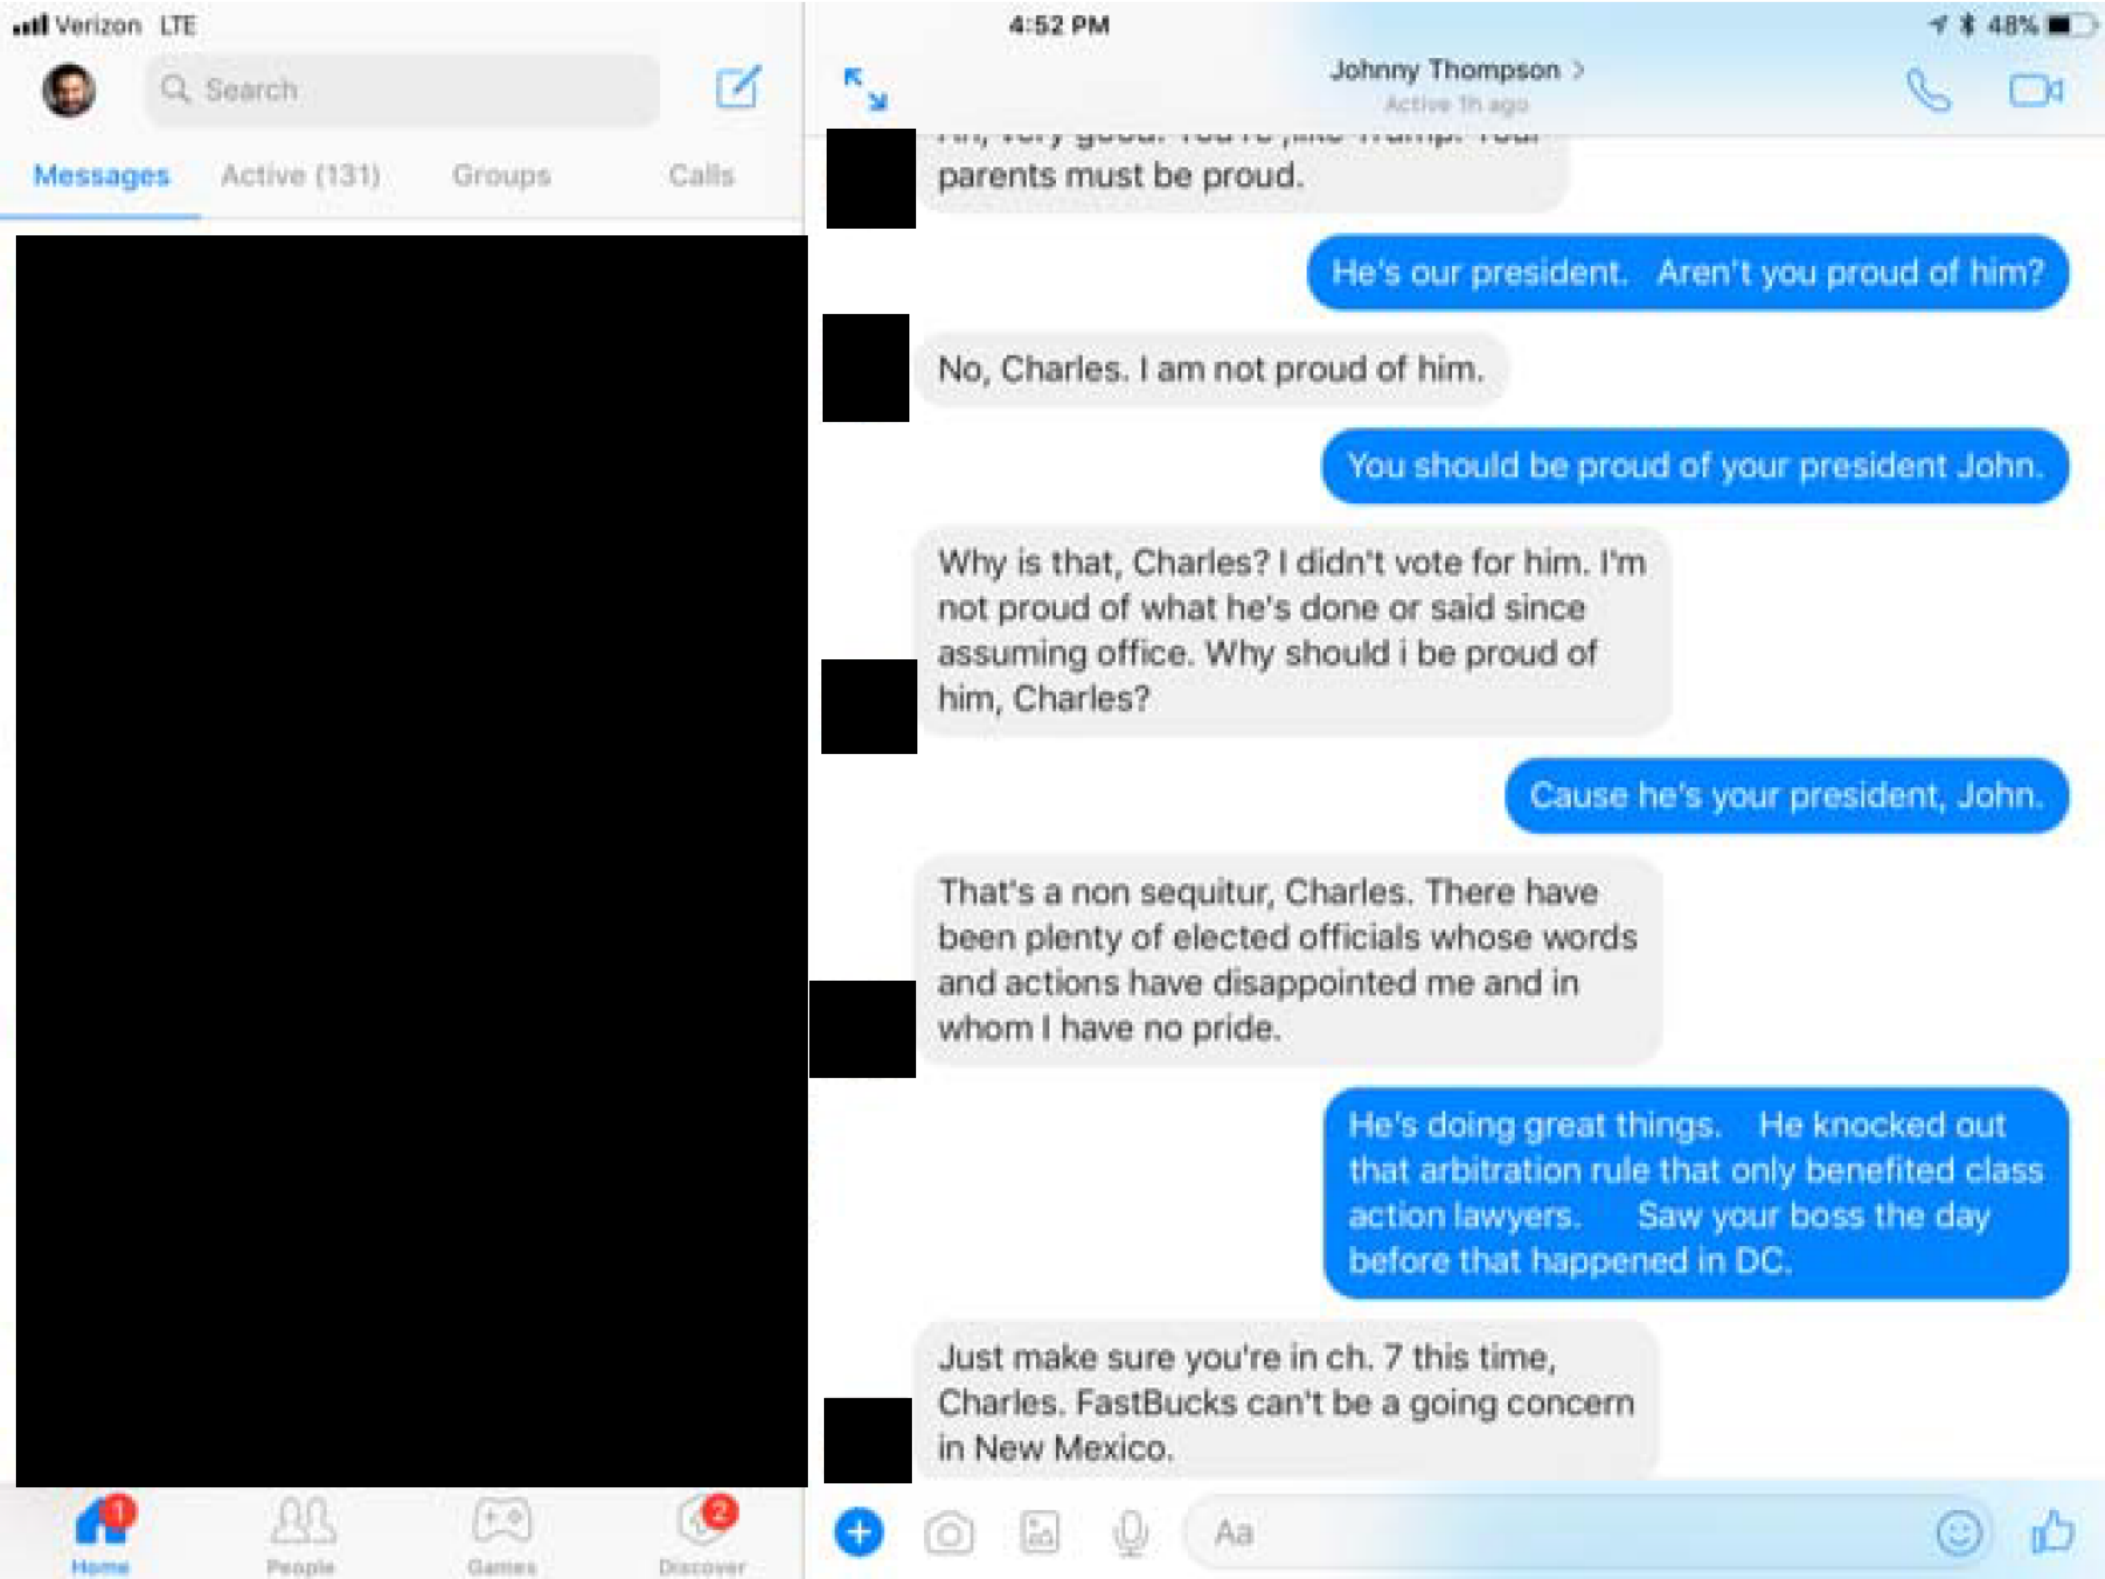 Verizon LTE
4:52 PM
48%
Search
Messages Active (131) Groups Calls
Johnny Thompson >
Active 1h ago
parents must be proud.
He's our president. Aren't you proud of him?
No, Charles. I am not proud of him.
You should be proud of your president John.
Why is that, Charles? I didn't vote for him. I'm
not proud of what he's done or said since
assuming office. Why should i be proud of
him, Charles?
Cause he's your president, John.
That's a non sequitur, Charles. There have
been plenty of elected officials whose words
and actions have disappointed me and in
whom I have no pride.
He's doing great things. He knocked out
that arbitration rule that only benefited class
action lawyers. Saw your boss the day
before that happened in DC.
Just make sure you're in ch. 7 this time,
Charles. FastBucks can't be a going concern
in New Mexico.
Aa
1
2
Home People Games Discover